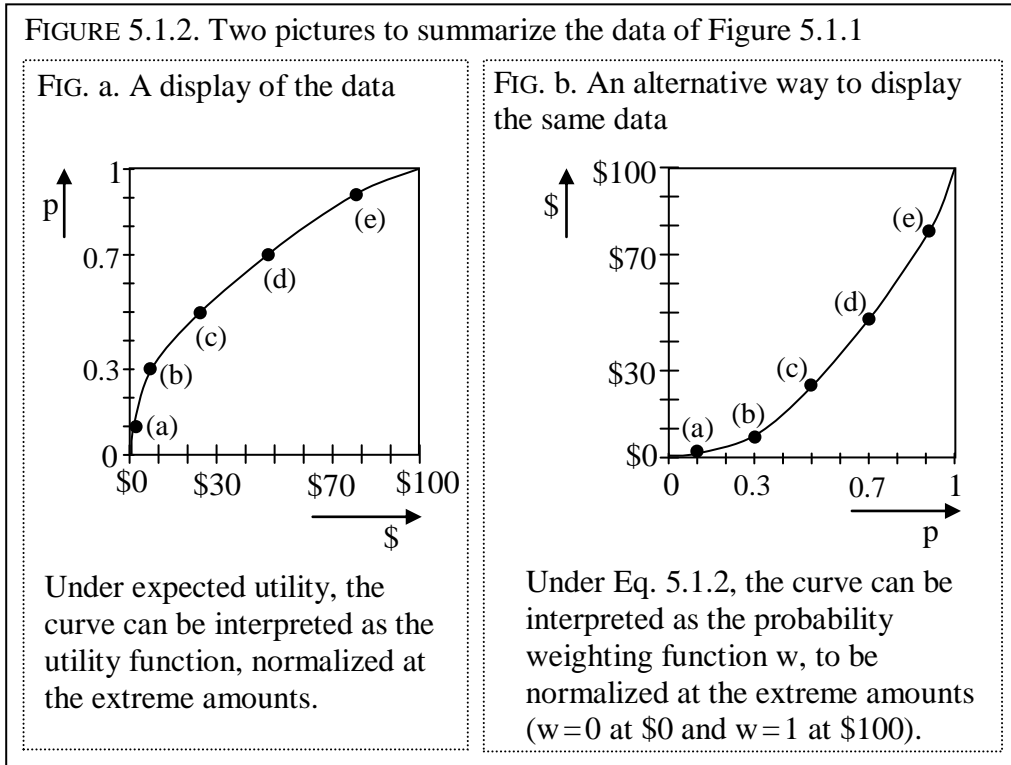 FIGURE 5.1.2. Two pictures to summarize the data of Figure 5.1.1
FIG. a. A display of the data
1
p
(e)
0.7
(d)
(c)
0.3
(b)
(a)
0
$0 $30 $70 $100
$
Under expected utility, the
curve can be interpreted as the
utility function, normalized at
the extreme amounts.
FIG. b. An alternative way to display
the same data
$100
$
(e)
$70
(d)
(c)
$30
(b)
(a)
$0
0 0.3 0.7 1
p
Under Eq. 5.1.2, the curve can be
interpreted as the probability
weighting function w, to be
normalized at the extreme amounts
(w=0 at $0 and w=1 at $100).